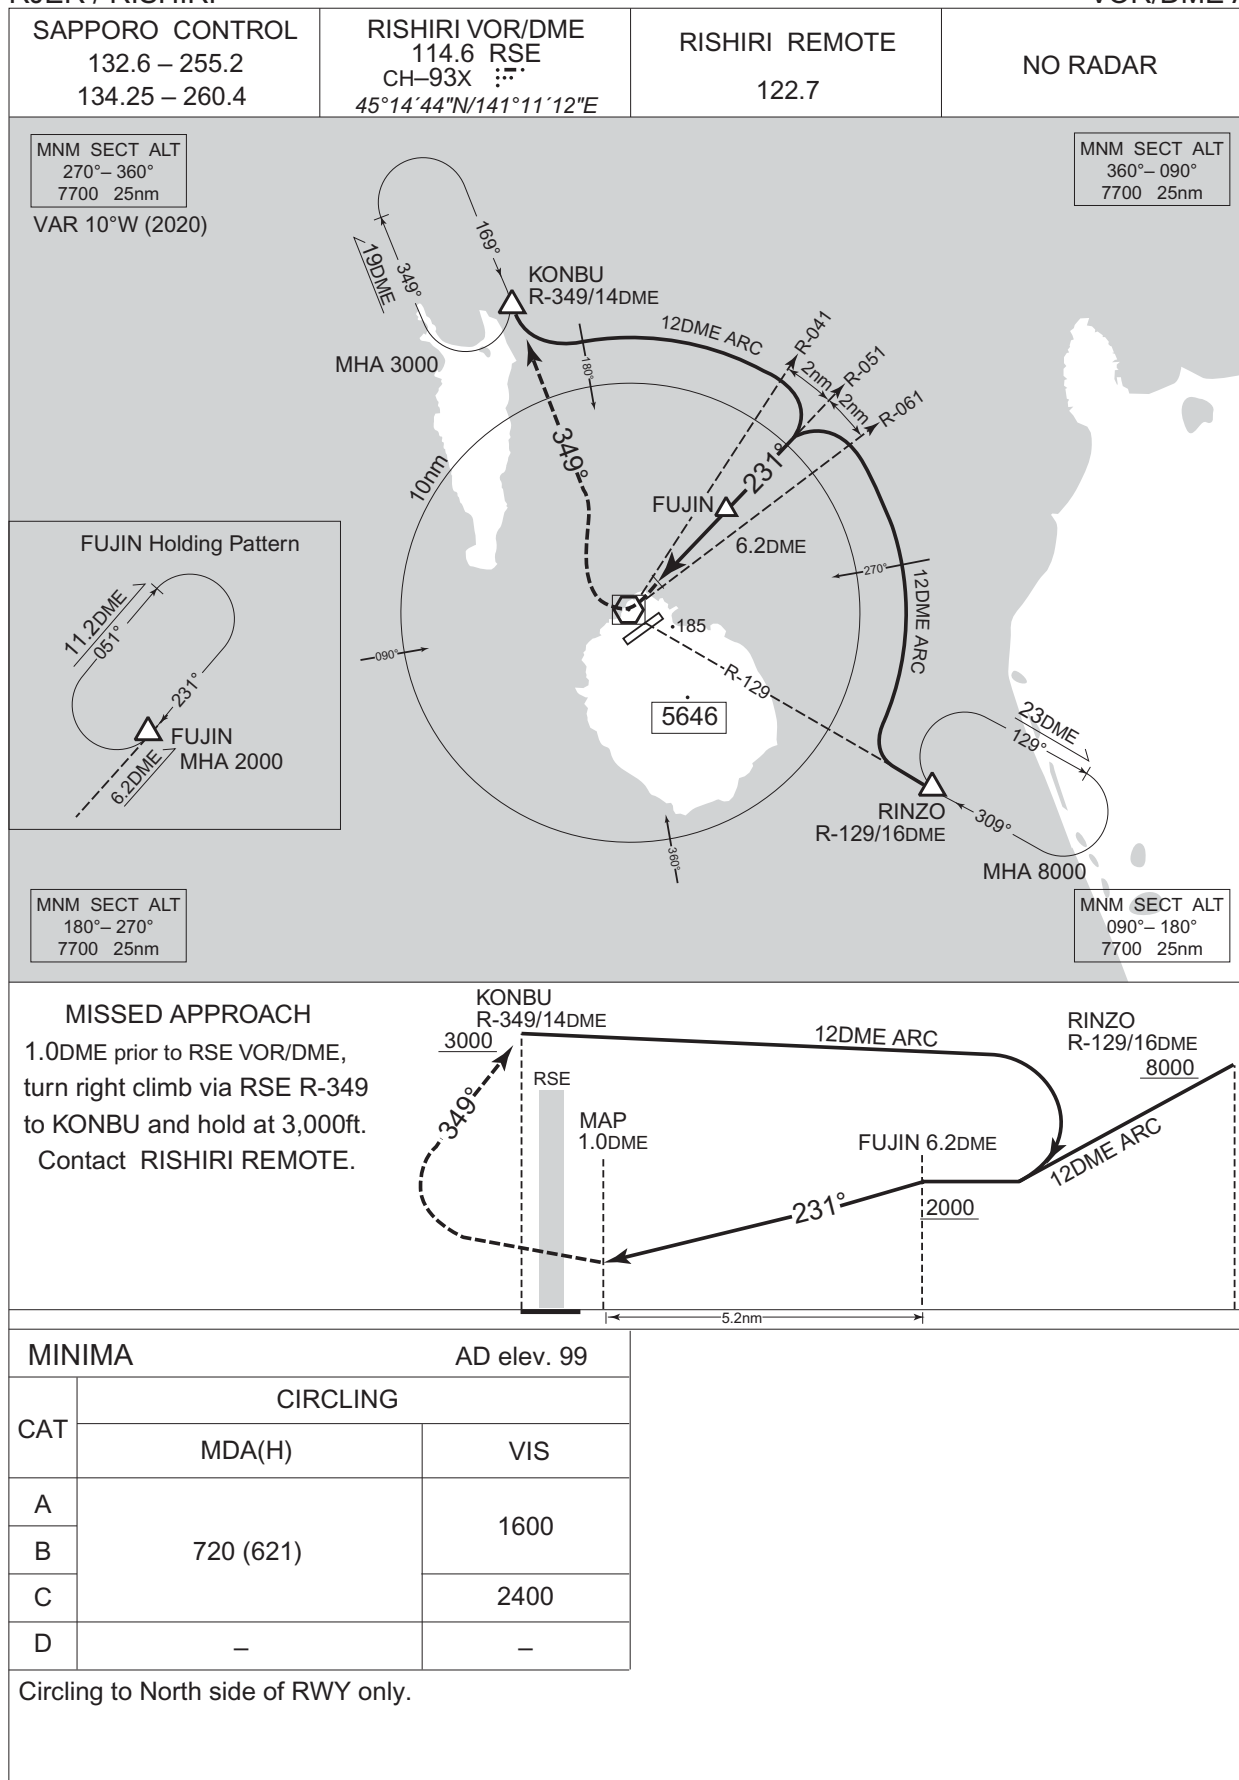 SAPPORO CONTROL
132.6 – 255.2
134.25 – 260.4
RISHIRI VOR/DME
114.6 RSE
CH–93X
45°14´44"N/141°11´12"E
RISHIRI REMOTE
122.7
NO RADAR
MNM SECT ALT
270°– 360°
7700 25nm
VAR 10°W (2020)
MNM SECT ALT
360°– 090°
7700 25nm
169°
349°
19DME
KONBU
R-349/14DME
MHA 3000
12DME ARC
180°
R-041
2nm
R-051
2nm
R-061
349°
10nm
231°
FUJIN
6.2DME
270°
12DME ARC
090°
185
R-129
5646
360°
23DME
129°
309°
RINZO
R-129/16DME
MHA 8000
FUJIN Holding Pattern
11.2DME
051°
231°
FUJIN
MHA 2000
6.2DME
MNM SECT ALT
180°– 270°
7700 25nm
MNM SECT ALT
090°– 180°
7700 25nm
MISSED APPROACH
1.0DME prior to RSE VOR/DME,
turn right climb via RSE R-349
to KONBU and hold at 3,000ft.
Contact RISHIRI REMOTE.
KONBU
R-349/14DME
3000
349°
RSE
MAP
1.0DME
12DME ARC
RINZO
R-129/16DME
8000
FUJIN 6.2DME
12DME ARC
231°
2000
5.2nm
MINIMA AD elev. 99
CAT
CIRCLING
MDA(H) VIS
A
B
C
D
720 (621)
1600
2400
– –
Circling to North side of RWY only.